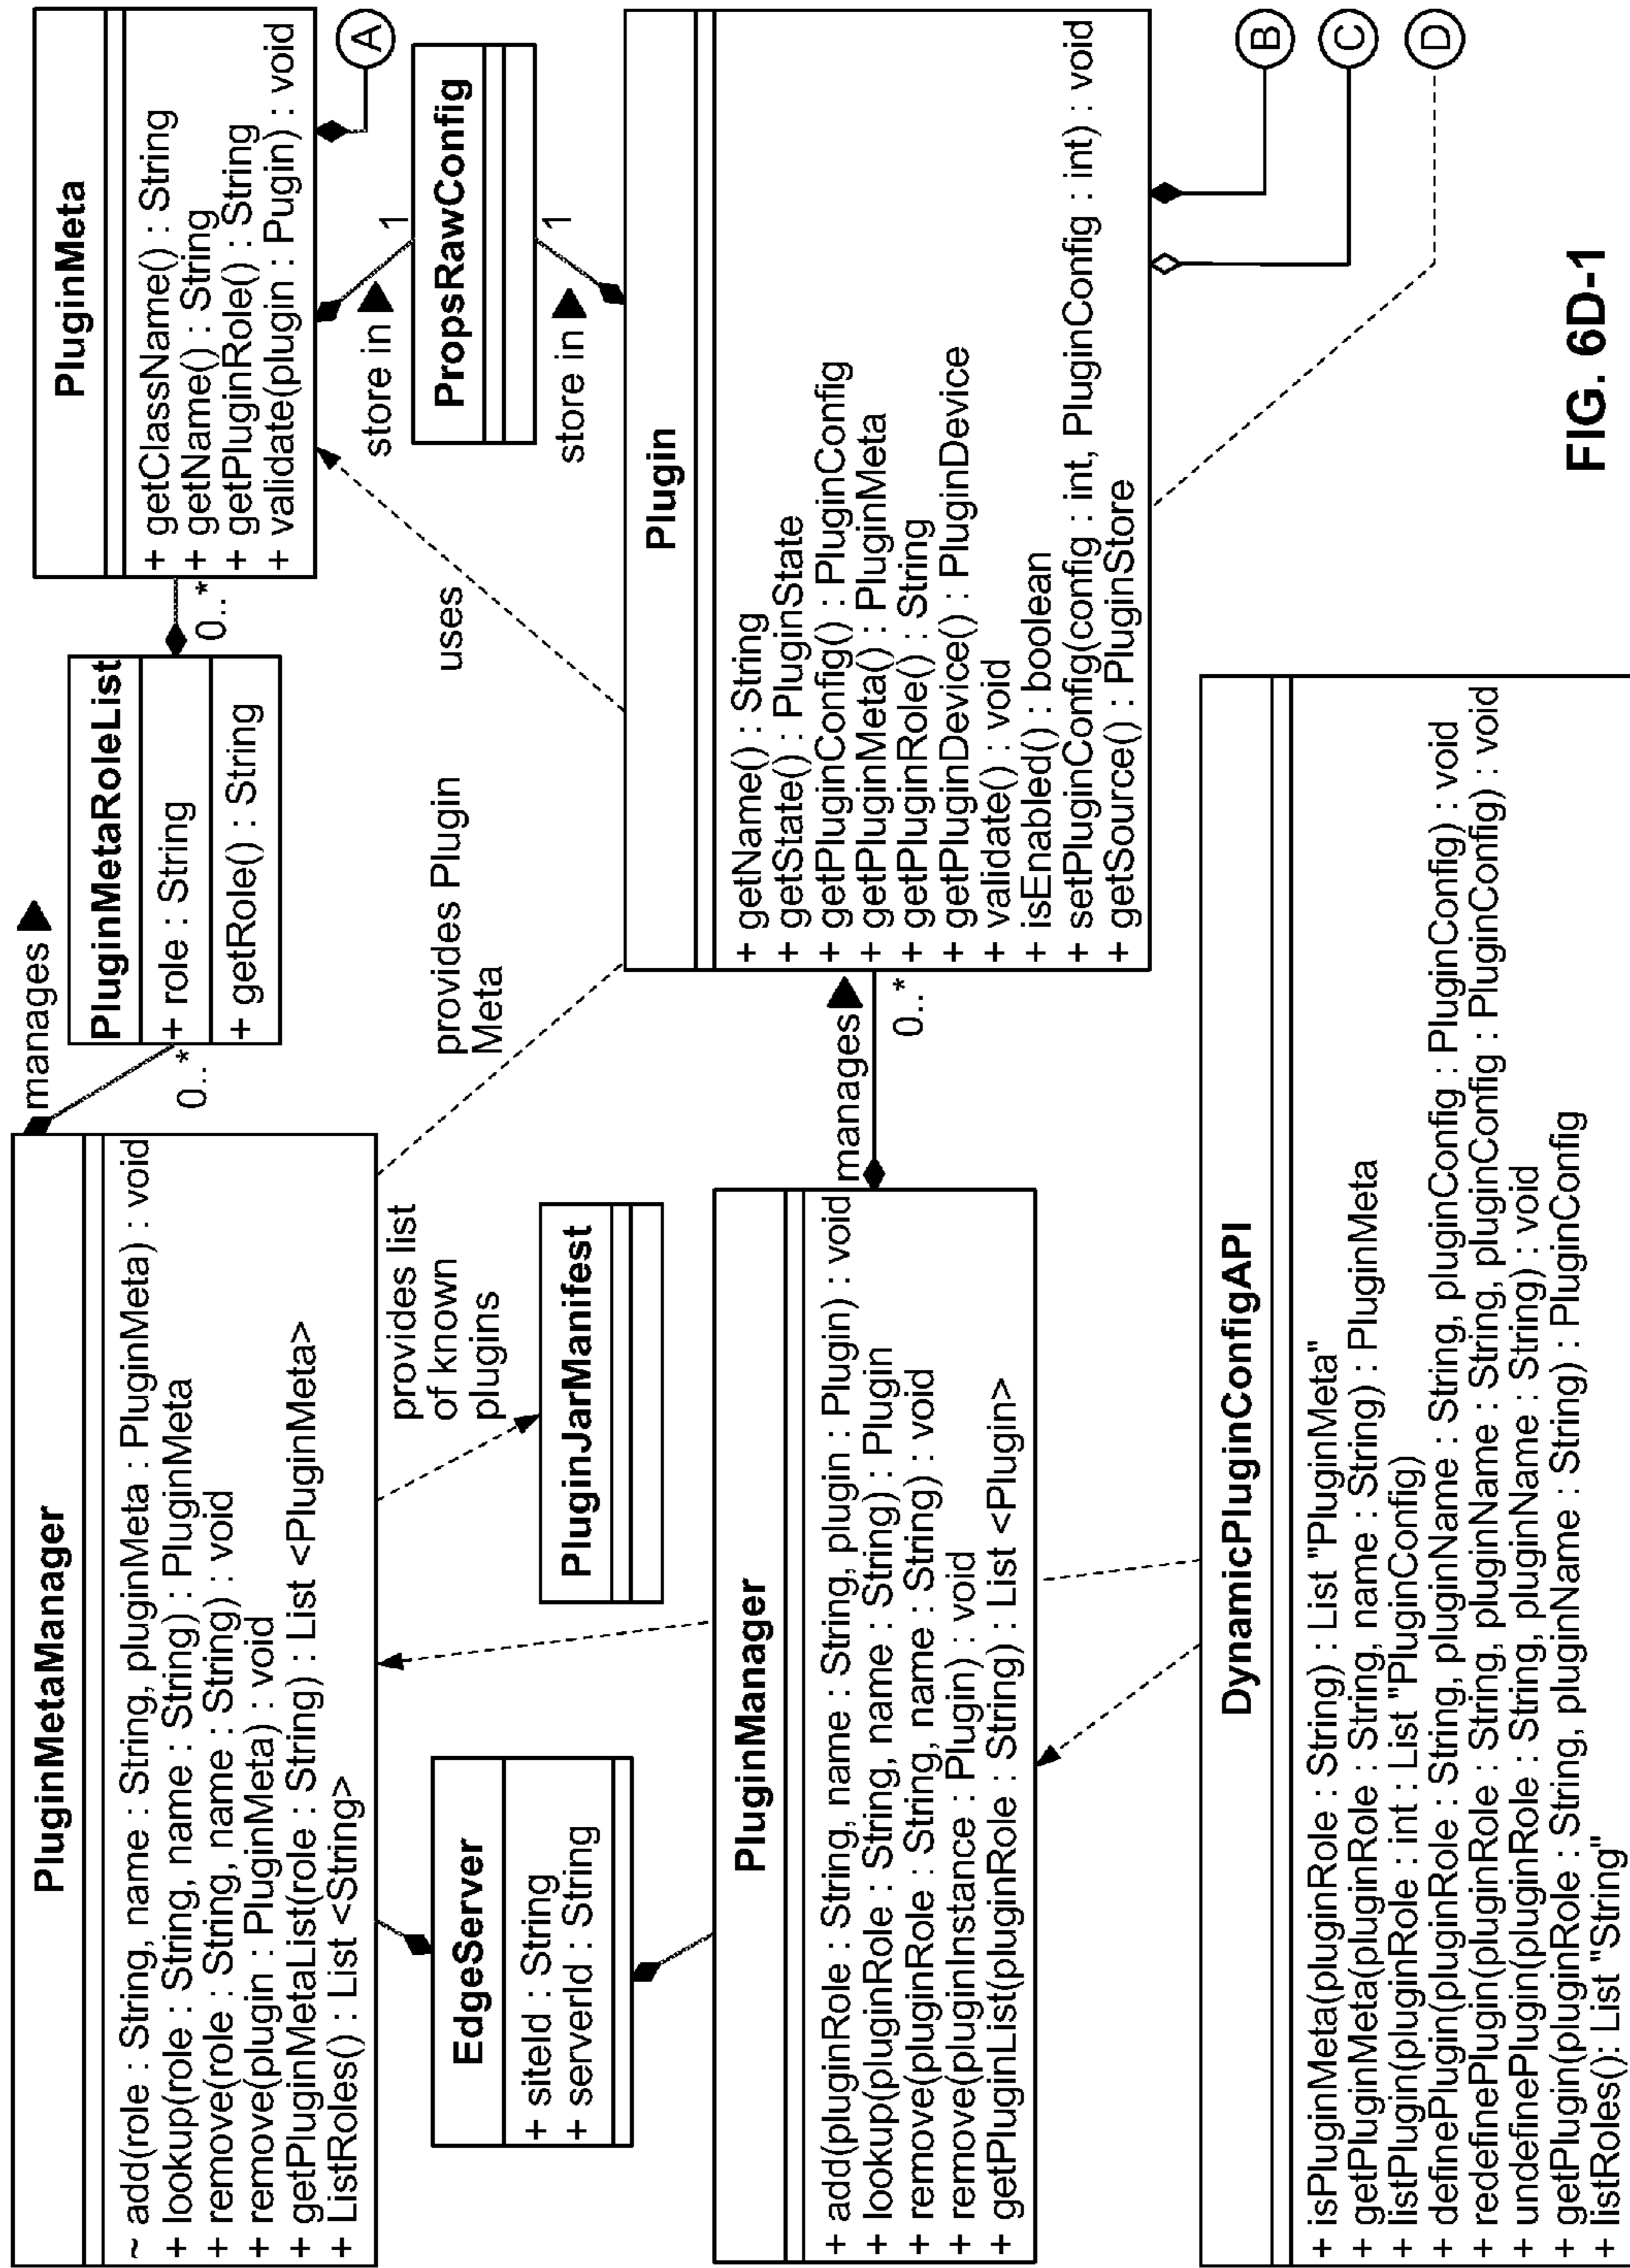 PluginMetaManager
~ add(role : String, name : String, pluginMeta : PluginMeta) : void
+ lookup(role : String, name : String) : PluginMeta
+ remove(role : String, name : String) : void
+ remove(plugin : PluginMeta) : void
+ getPluginMetaList(role : String) : List <PluginMeta>
+ ListRoles() : List <String>
manages
0..*
PluginMetaRoleList
+ role : String
+ getRole() : String
0..*
PluginMeta
+ getClassName() : String
+ getName() : String
+ getPluginRole() : String
+ validate(plugin : Pugin) : void
A
store in
1
PropsRawConfig
store in
1
uses
provides Plugin
Meta
provides list
of known
plugins
PluginJarManifest
EdgeServer
+ siteId : String
+ serverId : String
PluginManager
+ add(pluginRole : String, name : String, plugin : Plugin) : void
+ lookup(pluginRole : String, name : String) : Plugin
+ remove(pluginRole : String, name : String) : void
+ remove(pluginInstance : Plugin) : void
+ getPluginList(pluginRole : String) : List <Plugin>
manages
0..*
Plugin
+ getName() : String
+ getState() : PluginState
+ getPluginConfig() : PluginConfig
+ getPluginMeta() : PluginMeta
+ getPluginRole() : String
+ getPluginDevice() : PluginDevice
+ validate() : void
+ isEnabled() : boolean
+ setPluginConfig(config : int, PluginConfig : int) : void
+ getSource() : PluginStore
B
C
D
DynamicPluginConfigAPI
+ isPluginMeta(pluginRole : String) : List "PluginMeta"
+ getPluginMeta(pluginRole : String, name : String) : PluginMeta
+ listPlugin(pluginRole : int : List "PluginConfig)
+ definePlugin(pluginRole : String, pluginName : String, pluginConfig : PluginConfig) : void
+ redefinePlugin(pluginRole : String, pluginName : String, pluginConfig : PluginConfig) : void
+ undefinePlugin(pluginRole : String, pluginName : String) : void
+ getPlugin(pluginRole : String, pluginName : String) : PluginConfig
+ listRoles(): List "String"
FIG. 6D-1